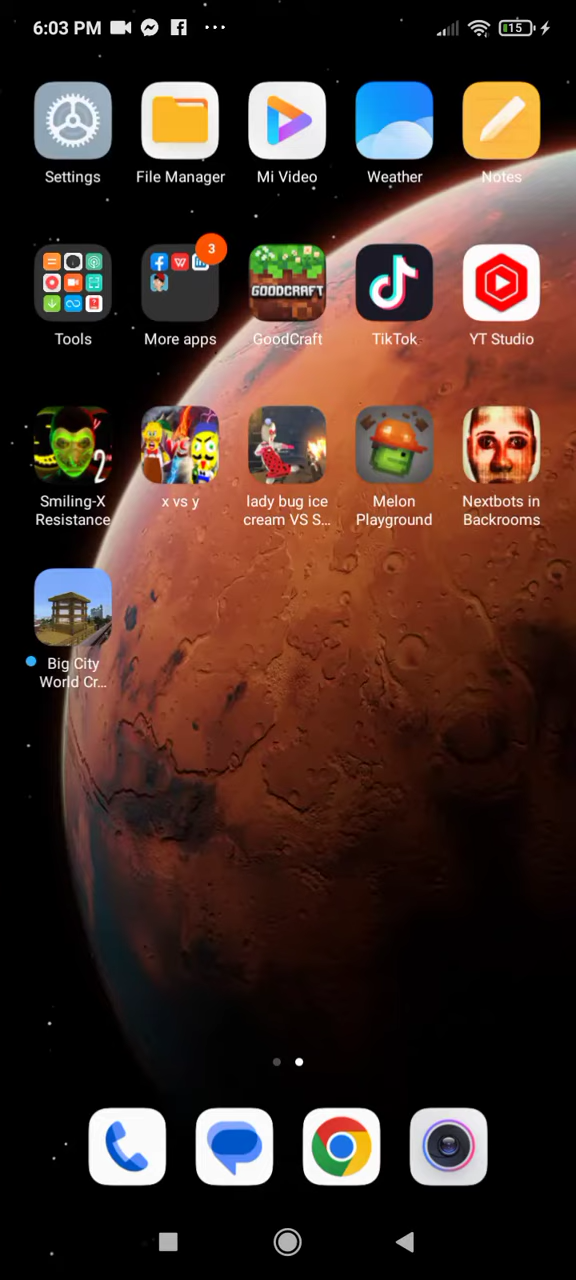 6:03 PM
15
Settings
File Manager
Mi Video
Weather
Notes
3
GOODCRAFT
Tools
More apps
GoodCraft
TikTok
YT Studio
2
Smiling-X
Resistance
x vs y
lady bug ice
cream VS S...
Melon
Playground
Nextbots in
Backrooms
Big City
World Cr...